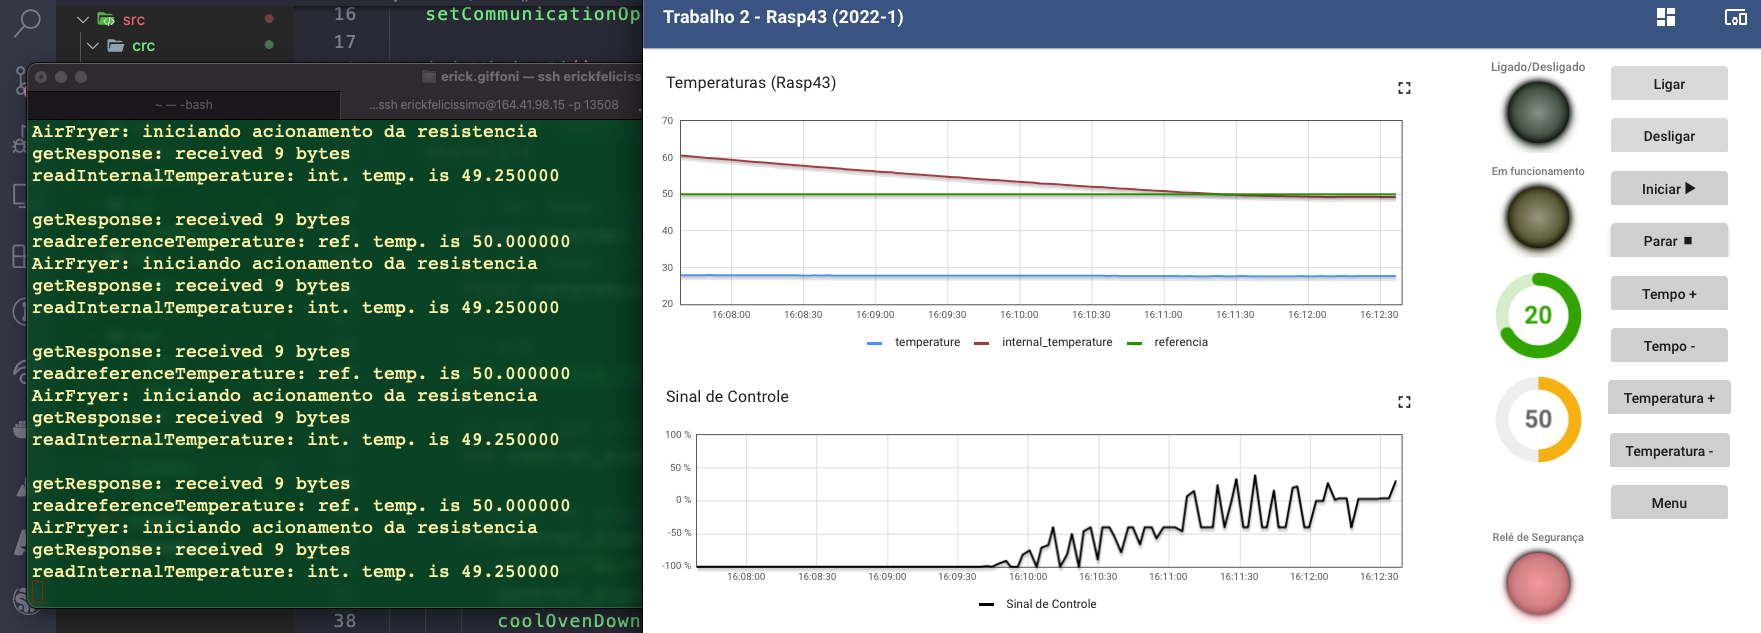 src
crc
16
17
setCommunicationOp
erick.giffoni — ssh erickfeliciss
~ — -bash
...ssh erickfelicissimo@164.41.98.15 -p 13508
AirFryer: iniciando acionamento da resistencia
getResponse: received 9 bytes
readInternalTemperature: int. temp. is 49.250000
getResponse: received 9 bytes
readreferenceTemperature: ref. temp. is 50.000000
AirFryer: iniciando acionamento da resistencia
getResponse: received 9 bytes
readInternalTemperature: int. temp. is 49.250000
getResponse: received 9 bytes
readreferenceTemperature: ref. temp. is 50.000000
AirFryer: iniciando acionamento da resistencia
getResponse: received 9 bytes
readInternalTemperature: int. temp. is 49.250000
getResponse: received 9 bytes
readreferenceTemperature: ref. temp. is 50.000000
AirFryer: iniciando acionamento da resistencia
getResponse: received 9 bytes
readInternalTemperature: int. temp. is 49.250000
38
coolOvenDown
Trabalho 2 - Rasp43 (2022-1)
Temperaturas (Rasp43)
70
60
50
40
30
20
16:08:00 16:08:30 16:09:00 16:09:30 16:10:00 16:10:30 16:11:00 16:11:30 16:12:00 16:12:30
temperature internal_temperature referencia
Sinal de Controle
100 %
50 %
0 %
-50 %
-100 %
16:08:00 16:08:30 16:09:00 16:09:30 16:10:00 16:10:30 16:11:00 16:11:30 16:12:00 16:12:30
Sinal de Controle
Ligado/Desligado
Em funcionamento
20
50
Relé de Segurança
Ligar
Desligar
Iniciar ▶
Parar ■
Tempo +
Tempo -
Temperatura +
Temperatura -
Menu